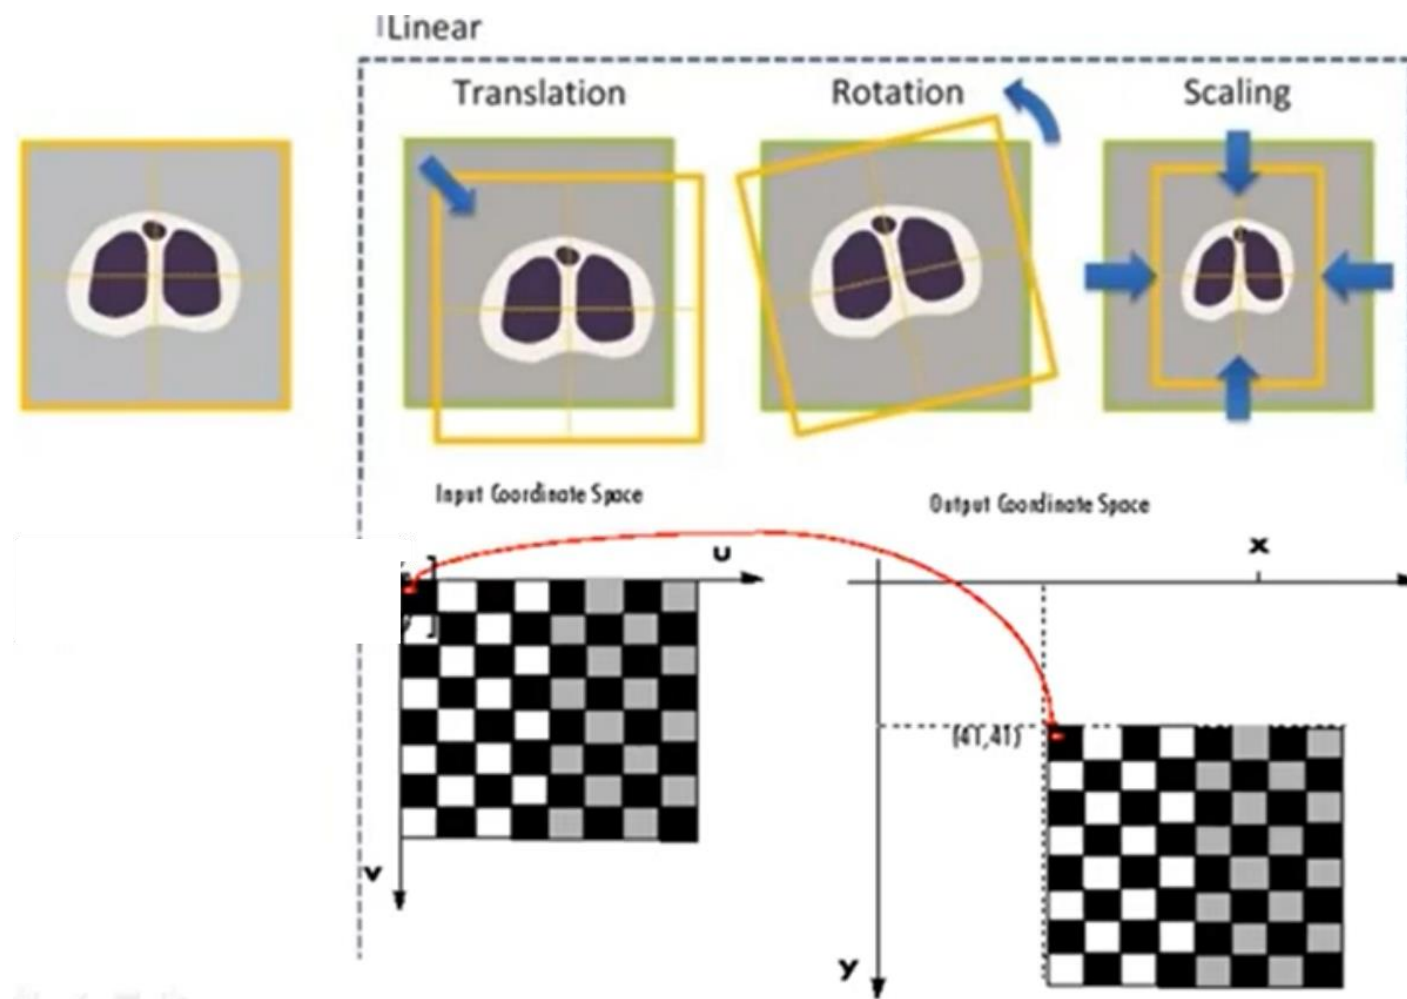 Linear
Translation
Rotation
Scaling
Input Coordinate Space
Output Coordinate Space
u
x
]
]
(41,41)
v
y